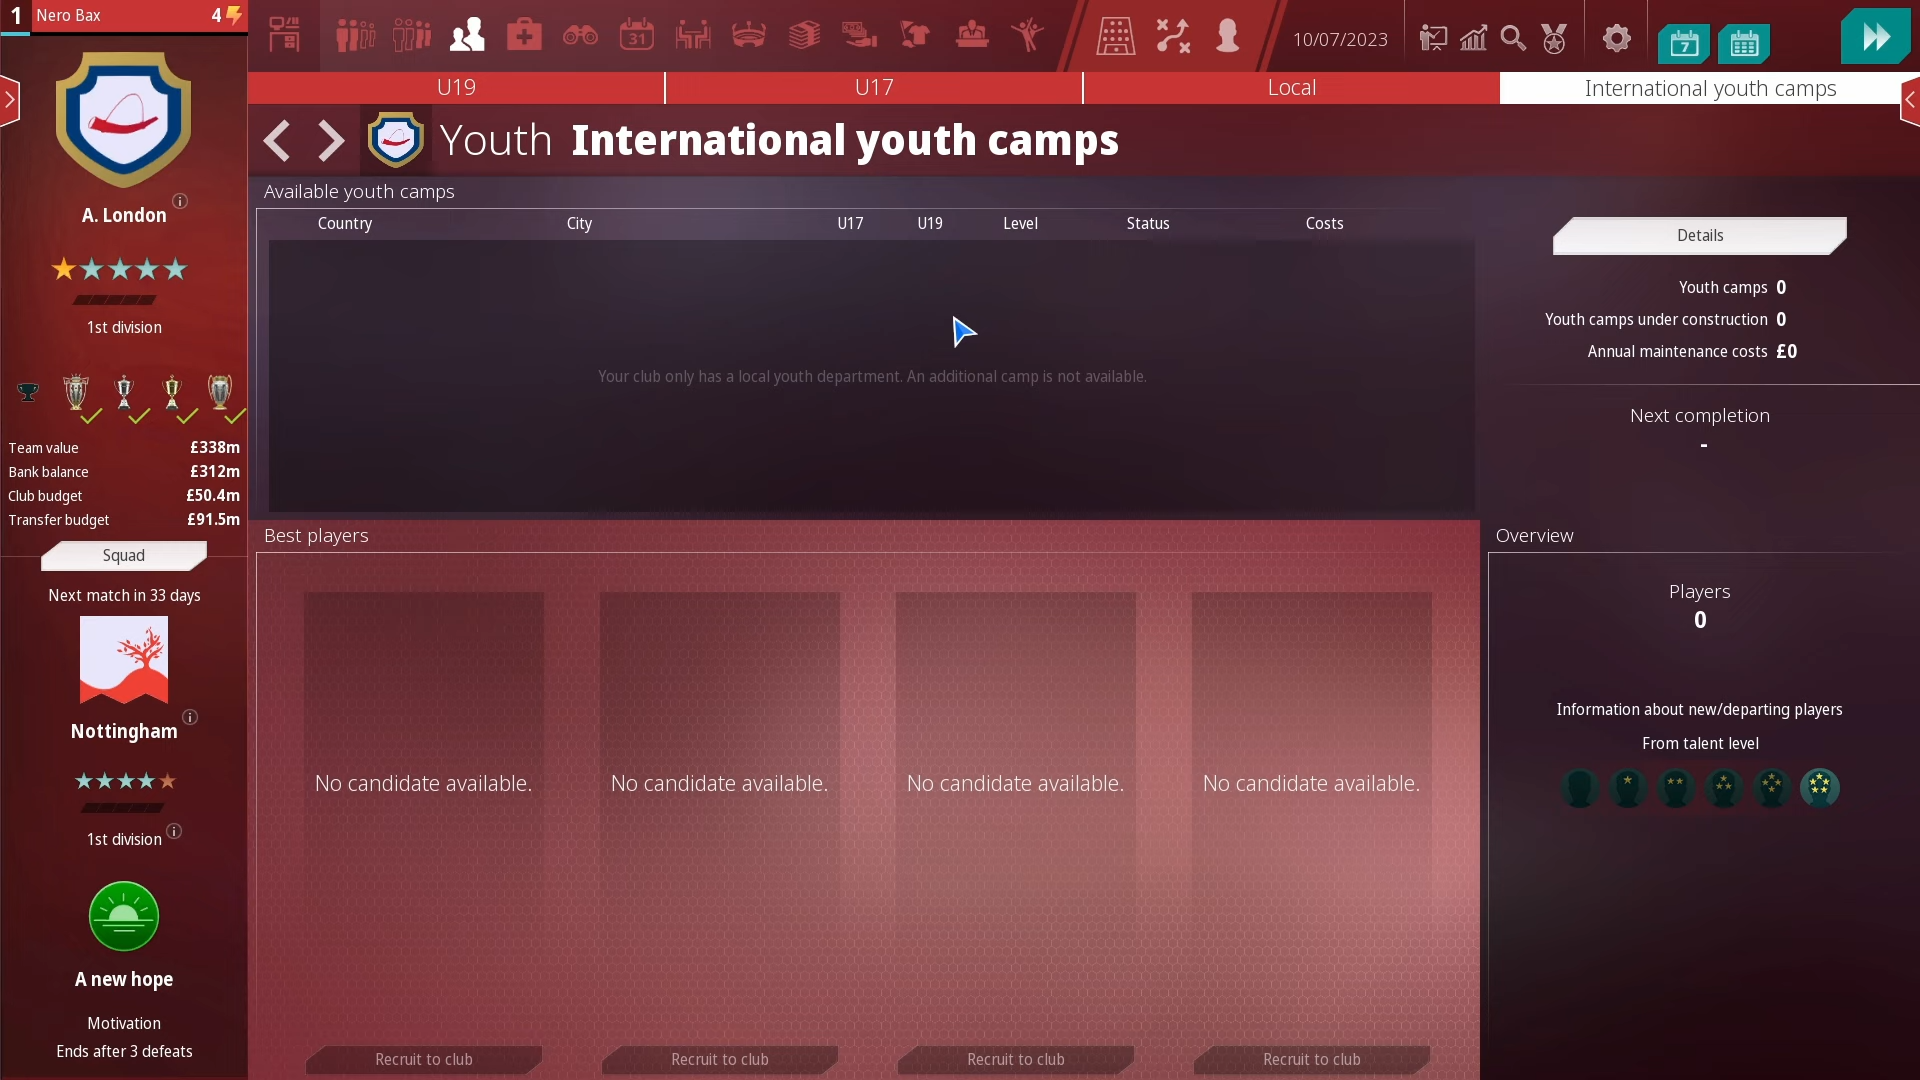 1 Nero Bax 4
31
10/07/2023
7
U19 U17 Local International youth camps
Youth International youth camps
A. London
1st division
Team value £338m
Bank balance £312m
Club budget £50.4m
Transfer budget £91.5m
Squad
Next match in 33 days
Nottingham
1st division
A new hope
Motivation
Ends after 3 defeats
Available youth camps
Country City U17 U19 Level Status Costs
Your club only has a local youth department. An additional camp is not available.
Details
Youth camps 0
Youth camps under construction 0
Annual maintenance costs £0
Next completion
-
Best players
No candidate available. No candidate available. No candidate available. No candidate available.
Recruit to club Recruit to club Recruit to club Recruit to club
Overview
Players
0
Information about new/departing players
From talent level